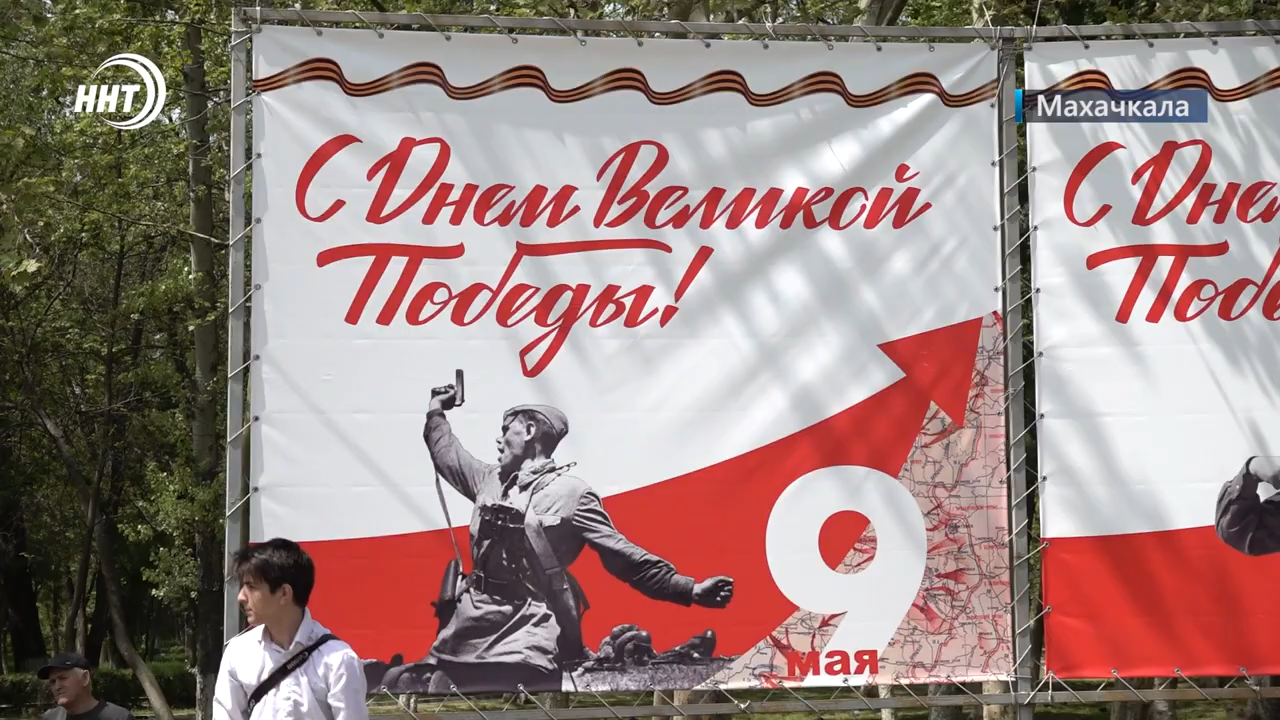 ННТ
Махачкала
С Днем Великой
Победы!
9
мая
С Дне
Побе